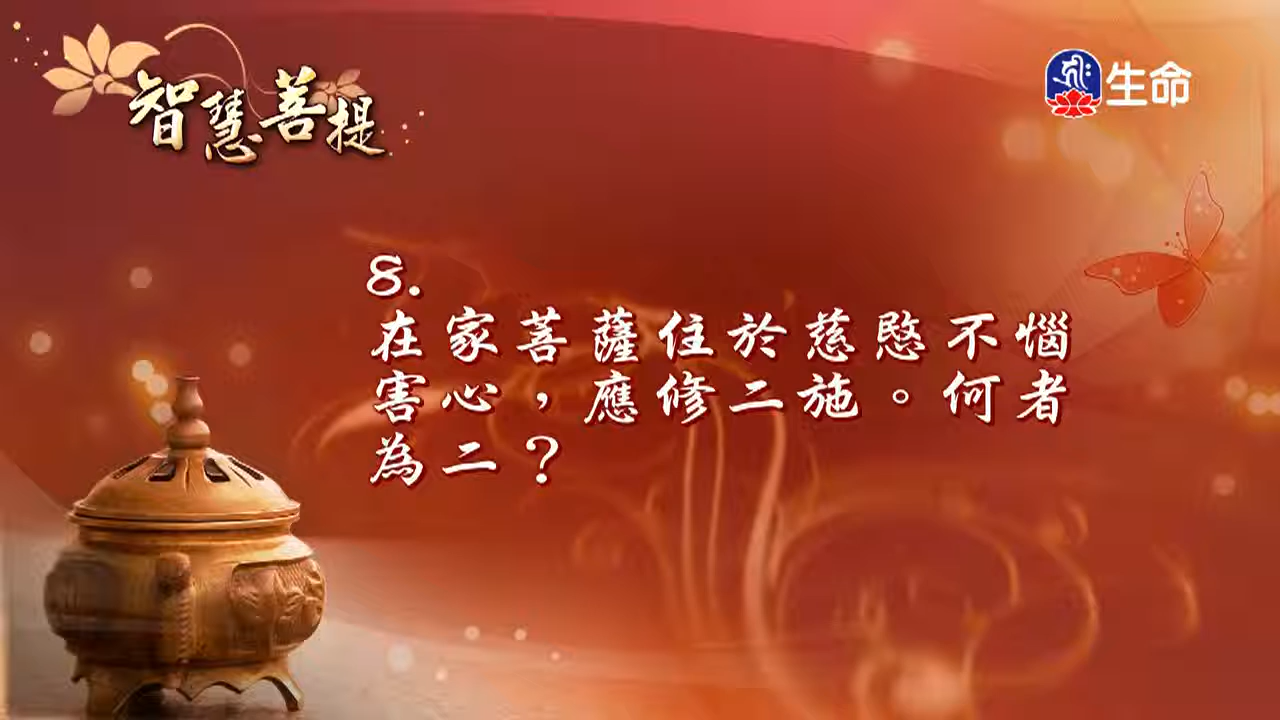 智慧菩提
生命
8.
在家菩薩住於慈愍不惱
害心，應修二施。何者
為二？